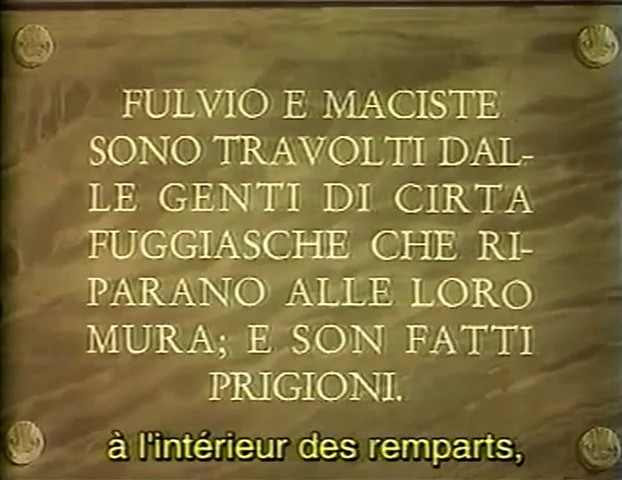 FULVIO E MACISTE
SONO TRAVOLTI DAL-
LE GENTI DI CIRTA
FUGGIASCHE CHE RI-
PARANO ALLE LORO
MURA; E SON FATTI
PRIGIONI.
à l'intérieur des remparts,